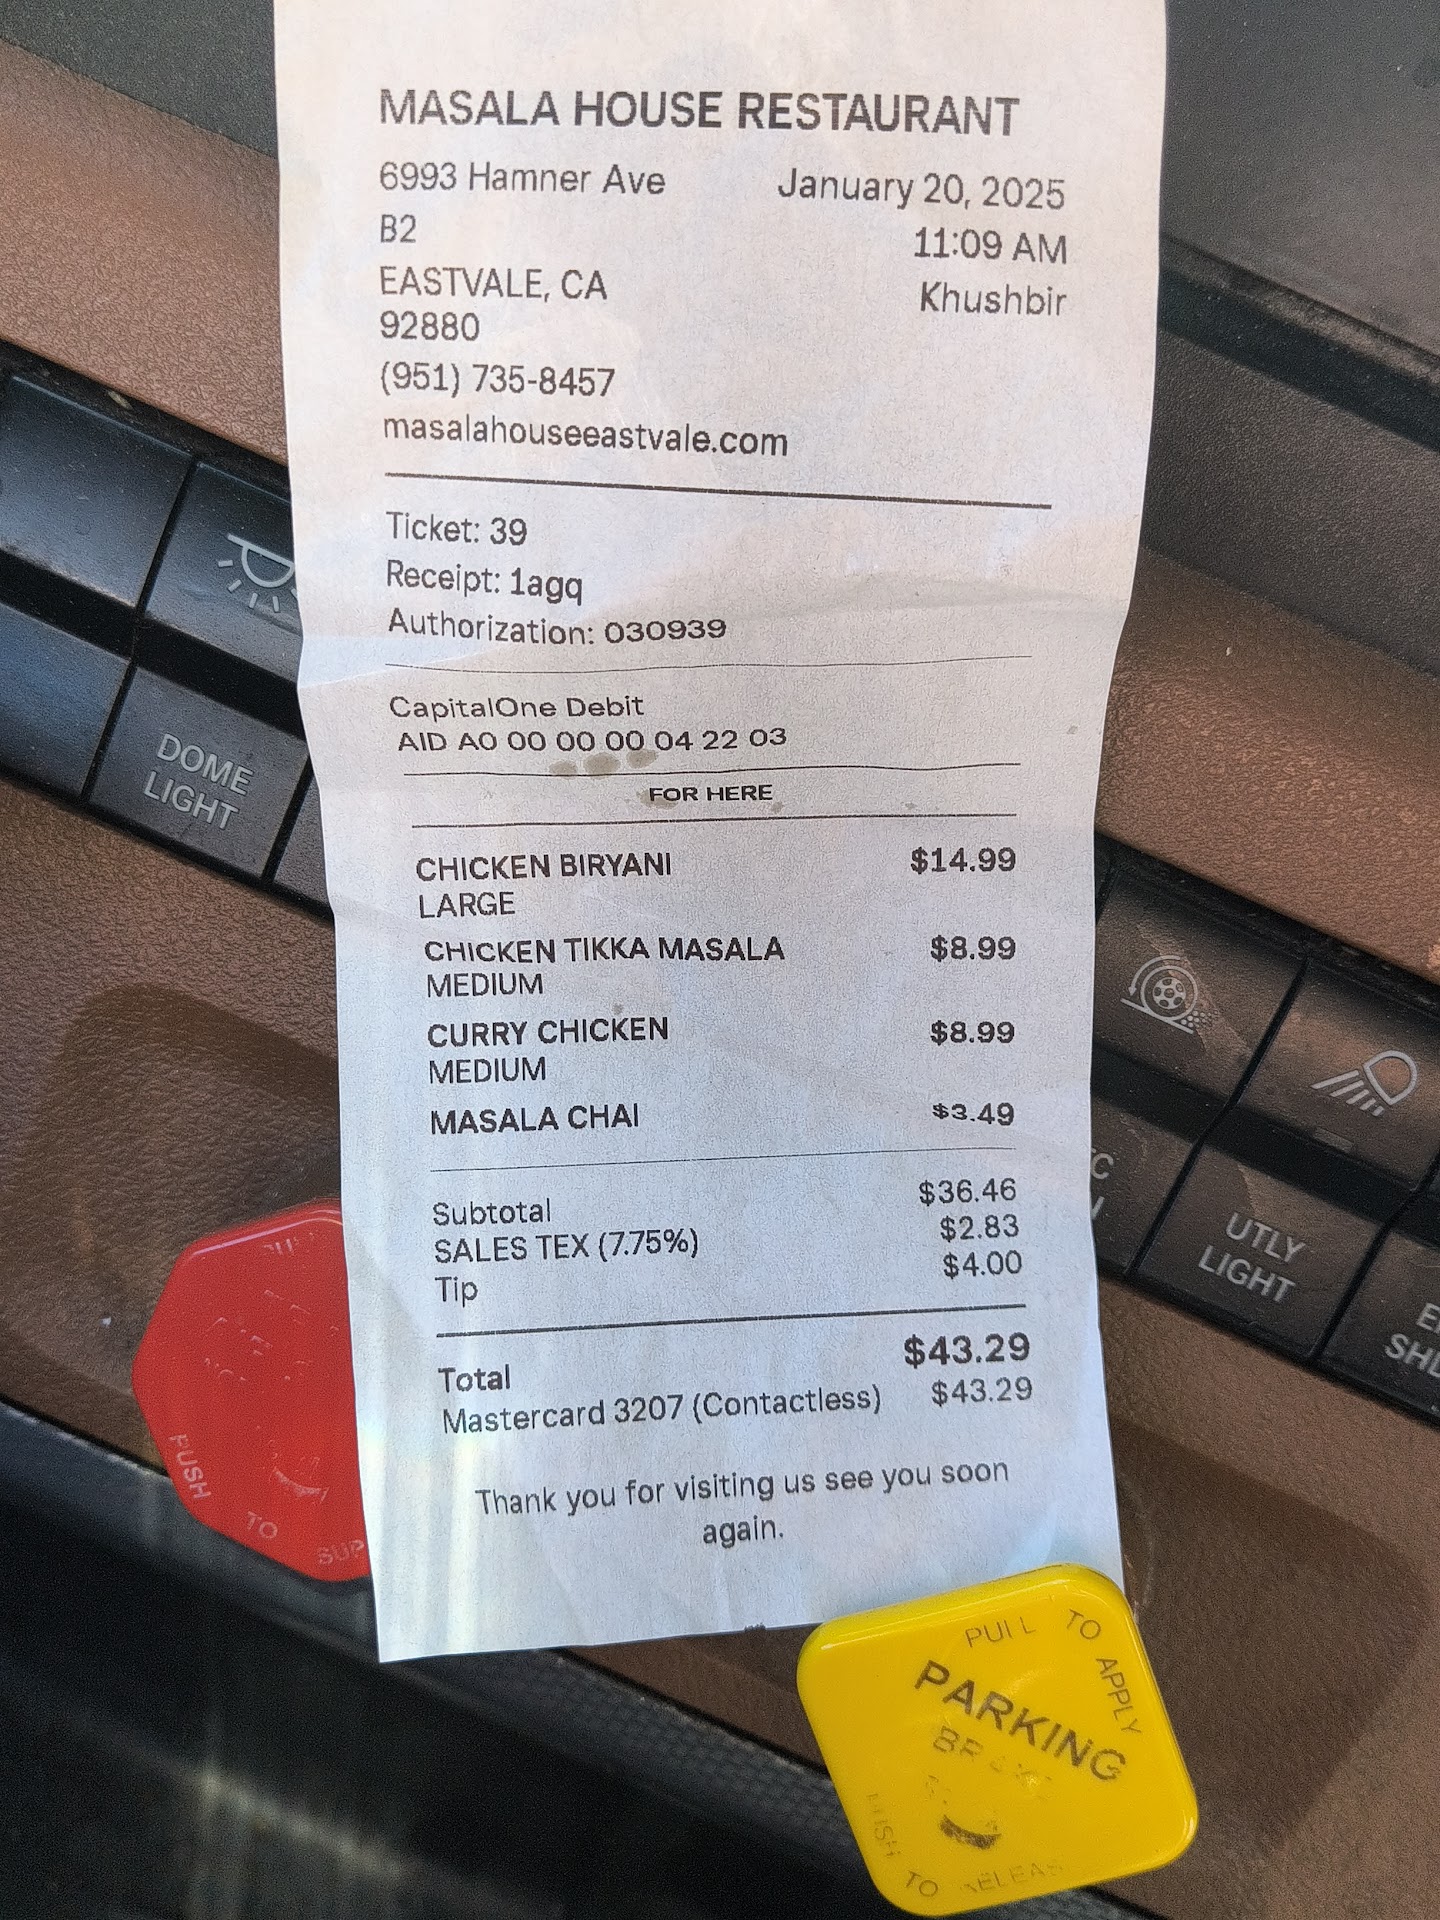 MASALA HOUSE RESTAURANT
6993 Hamner Ave
B2
EASTVALE, CA
92880
(951) 735-8457
masalahouseeastvale.com
January 20, 2025
11:09 AM
Khushbir
Ticket: 39
Receipt: 1agq
Authorization: 030939
CapitalOne Debit
AID A0 00 00 00 04 22 03
FOR HERE
CHICKEN BIRYANI $14.99
LARGE
CHICKEN TIKKA MASALA $8.99
MEDIUM
CURRY CHICKEN $8.99
MEDIUM
MASALA CHAI $3.49
Subtotal $36.46
SALES TEX (7.75%) $2.83
Tip $4.00
Total $43.29
Mastercard 3207 (Contactless) $43.29
Thank you for visiting us see you soon
again.
DOME
LIGHT
UTLY
LIGHT
PUSH TO
PULL TO APPLY
PARKING
TO